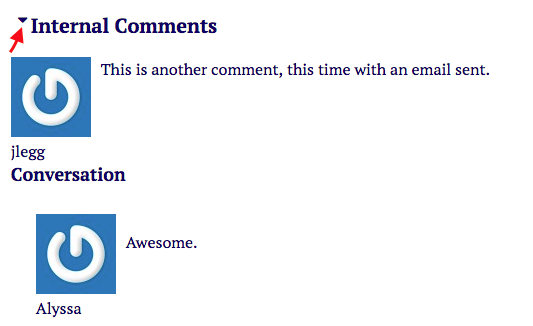 Internal Comments
This is another comment, this time with an email sent.
jlegg
Conversation
Awesome.
Alyssa